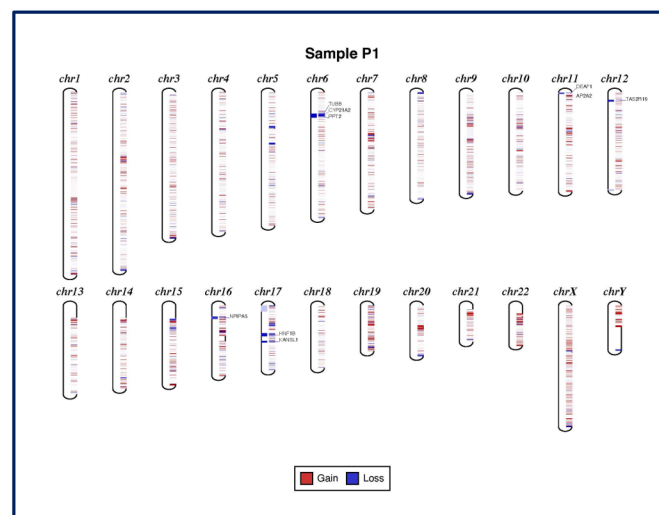 Sample P1
chr1 chr2 chr3 chr4 chr5 chr6 chr7 chr8 chr9 chr10 chr11 chr12
DEAF1
AP2A2
TAS2R19
TUBB
CYP21A2
PPT2
chr13 chr14 chr15 chr16 chr17 chr18 chr19 chr20 chr21 chr22 chrX chrY
NPIPA5
HNF1B
KANSL1
Gain Loss